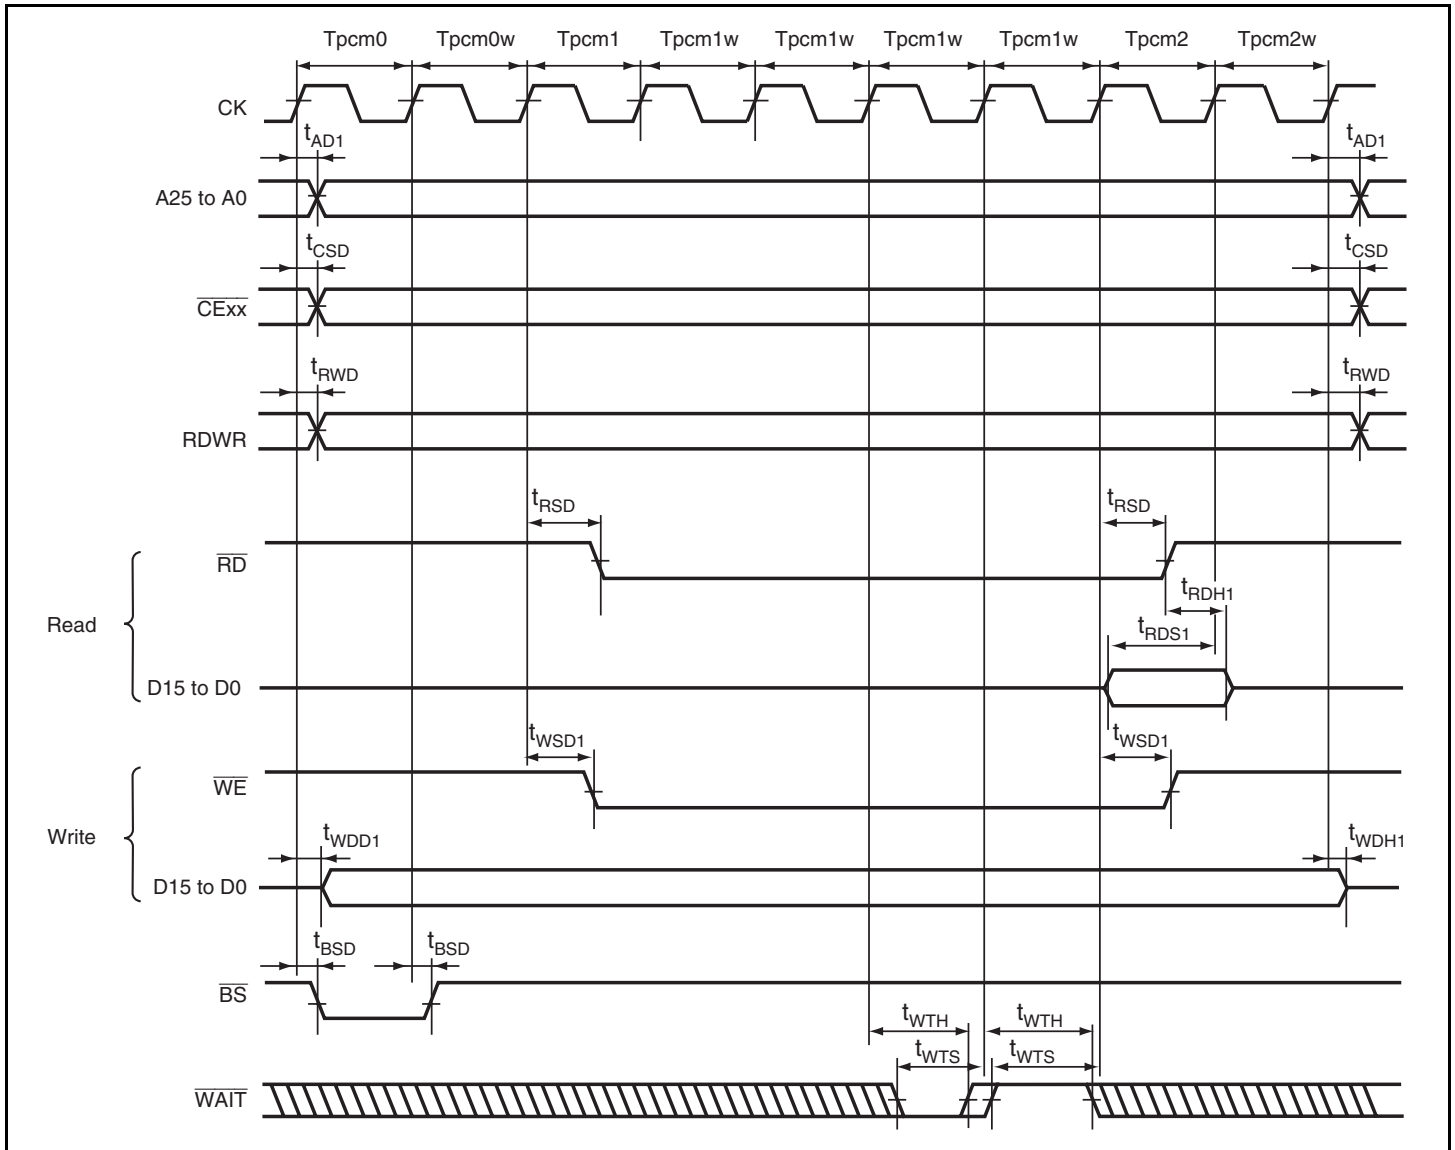 Tpcm0 Tpcm0w Tpcm1 Tpcm1w Tpcm1w Tpcm1w Tpcm1w Tpcm2 Tpcm2w
CK
tAD1 tAD1
A25 to A0
tCSD tCSD
CExx
tRWD tRWD
RDWR
tRSD tRSD
RD
tRDH1
Read
tRDS1
D15 to D0
tWSD1 tWSD1
WE
Write
tWDD1 tWDH1
D15 to D0
tBSD tBSD
BS
tWTH tWTH
tWTS tWTS
WAIT